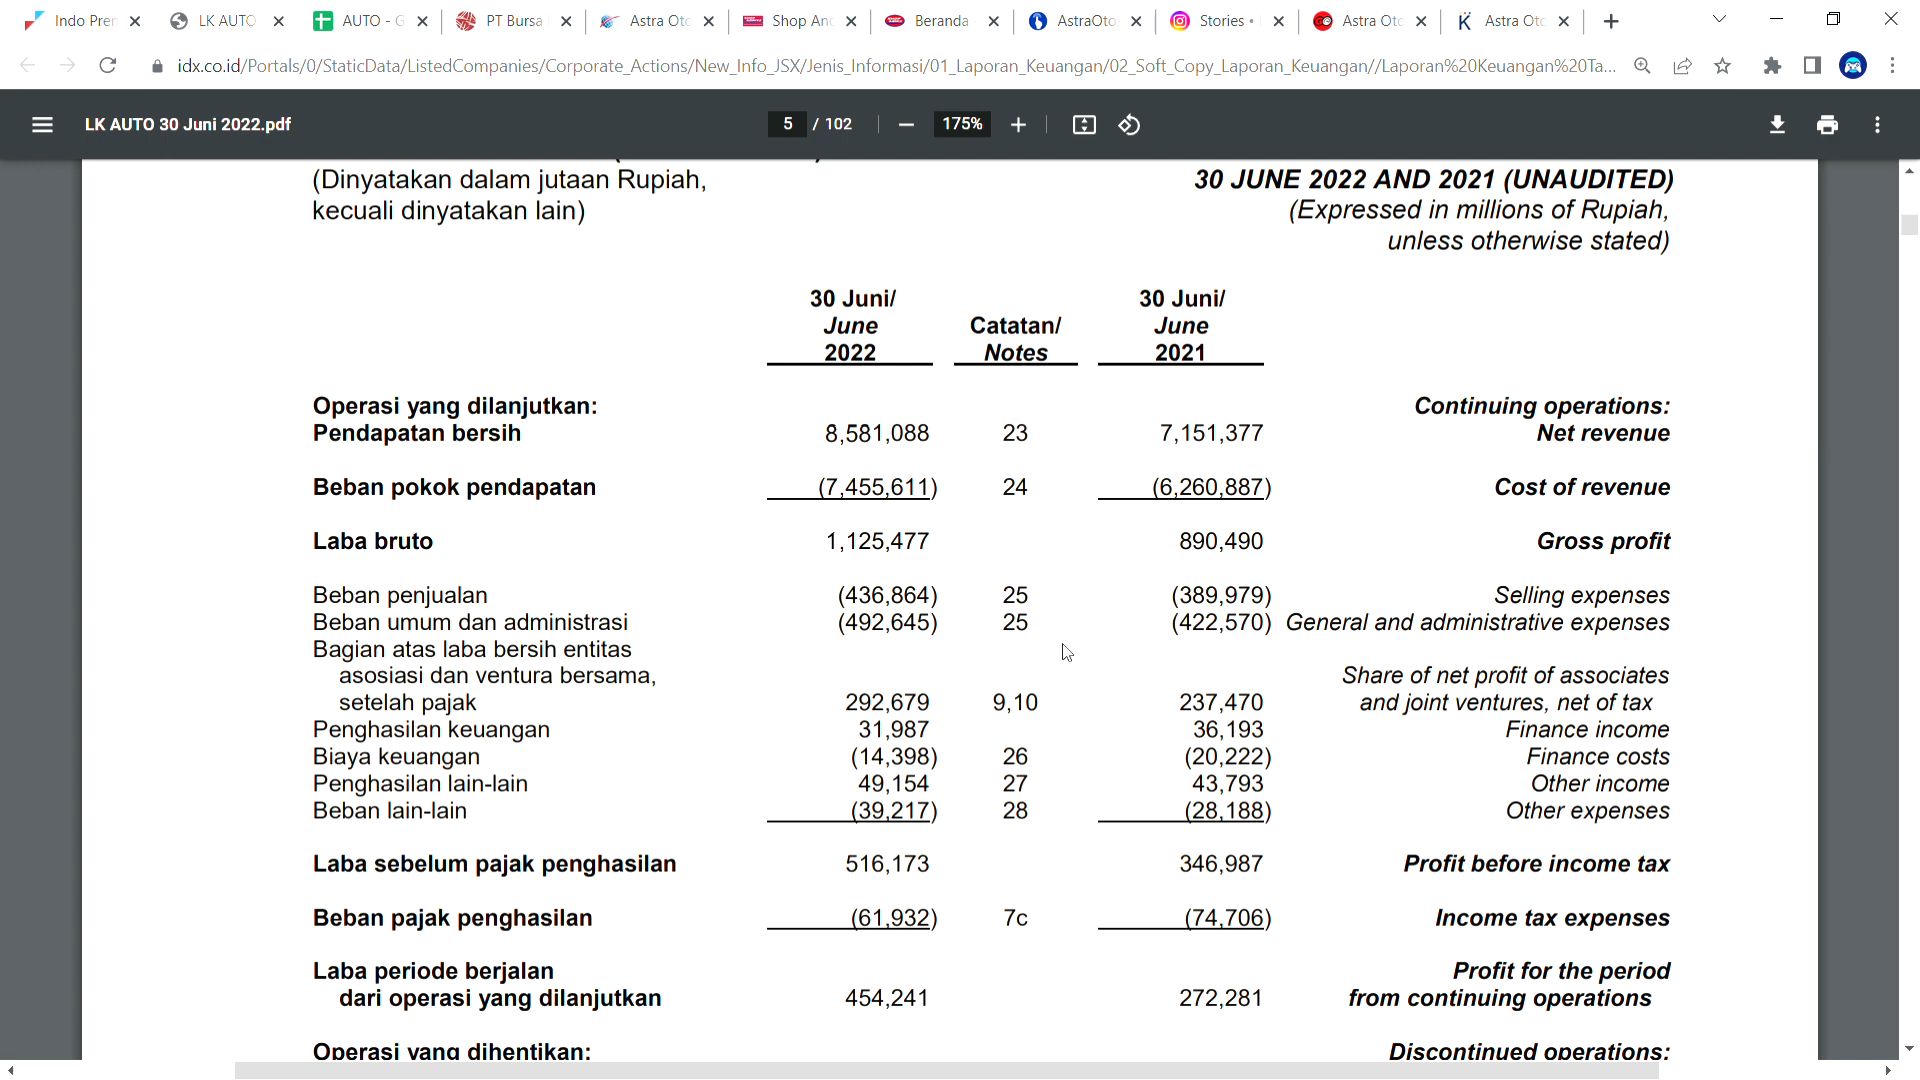 Indo Prer
LK AUTO
AUTO - G
PT Bursa
Astra Oto
Shop And
Beranda
AstraOto
Stories •
Astra Oto
Astra Oto
idx.co.id/Portals/0/StaticData/ListedCompanies/Corporate_Actions/New_Info_JSX/Jenis_Informasi/01_Laporan_Keuangan/02_Soft_Copy_Laporan_Keuangan//Laporan%20Keuangan%20Ta...
LK AUTO 30 Juni 2022.pdf
5 / 102
175%
(Dinyatakan dalam jutaan Rupiah,
kecuali dinyatakan lain)
30 JUNE 2022 AND 2021 (UNAUDITED)
(Expressed in millions of Rupiah,
unless otherwise stated)
30 Juni/
June
2022
Catatan/
Notes
30 Juni/
June
2021
Operasi yang dilanjutkan: Continuing operations:
Pendapatan bersih 8,581,088 23 7,151,377 Net revenue
Beban pokok pendapatan (7,455,611) 24 (6,260,887) Cost of revenue
Laba bruto 1,125,477 890,490 Gross profit
Beban penjualan (436,864) 25 (389,979) Selling expenses
Beban umum dan administrasi (492,645) 25 (422,570) General and administrative expenses
Bagian atas laba bersih entitas
asosiasi dan ventura bersama, Share of net profit of associates
setelah pajak 292,679 9,10 237,470 and joint ventures, net of tax
Penghasilan keuangan 31,987 36,193 Finance income
Biaya keuangan (14,398) 26 (20,222) Finance costs
Penghasilan lain-lain 49,154 27 43,793 Other income
Beban lain-lain (39,217) 28 (28,188) Other expenses
Laba sebelum pajak penghasilan 516,173 346,987 Profit before income tax
Beban pajak penghasilan (61,932) 7c (74,706) Income tax expenses
Laba periode berjalan Profit for the period
dari operasi yang dilanjutkan 454,241 272,281 from continuing operations
Operasi yang dihentikan: Discontinued operations: